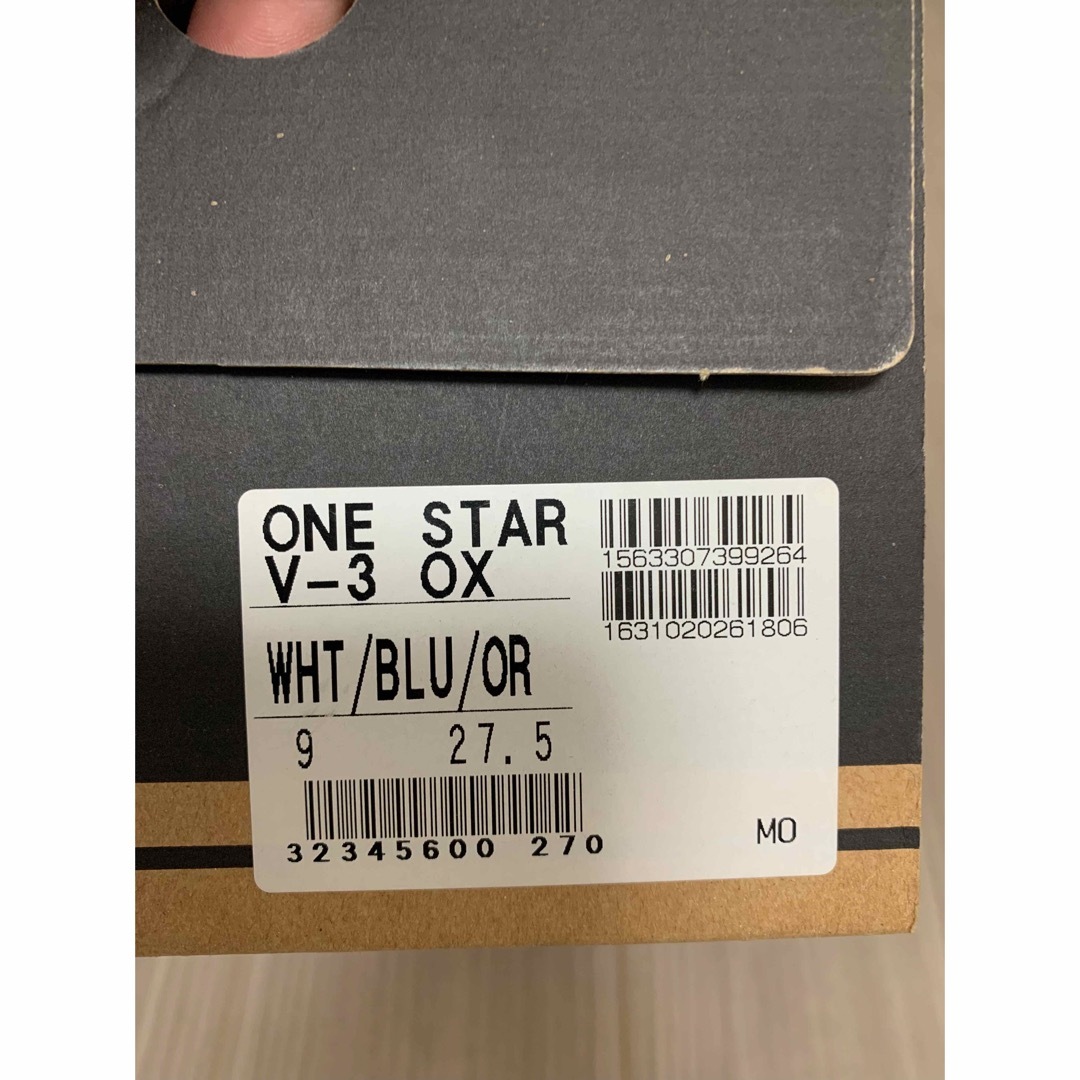 ONE STAR
V-3 OX
WHT/BLU/OR
9 27.5
32345600 270
1563307399264
1631020261806
MO